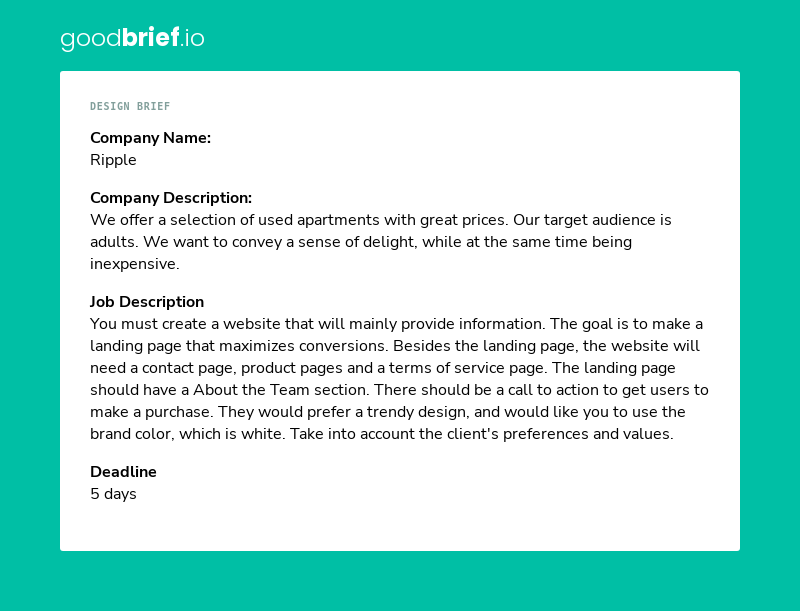 goodbrief.io
DESIGN BRIEF
Company Name:
Ripple
Company Description:
We offer a selection of used apartments with great prices. Our target audience is
adults. We want to convey a sense of delight, while at the same time being
inexpensive.
Job Description
You must create a website that will mainly provide information. The goal is to make a
landing page that maximizes conversions. Besides the landing page, the website will
need a contact page, product pages and a terms of service page. The landing page
should have a About the Team section. There should be a call to action to get users to
make a purchase. They would prefer a trendy design, and would like you to use the
brand color, which is white. Take into account the client's preferences and values.
Deadline
5 days